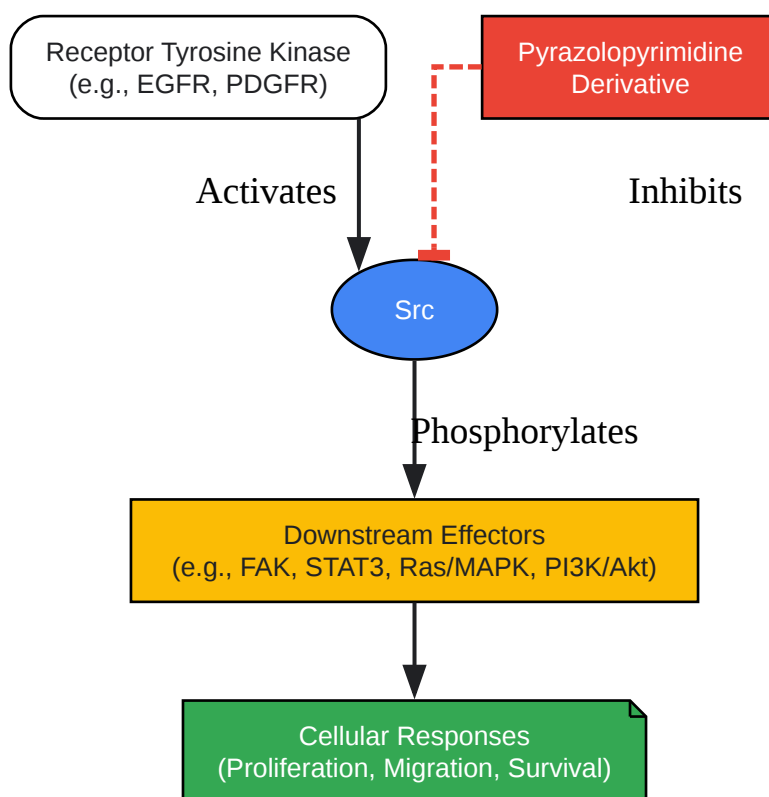 Receptor Tyrosine Kinase
(e.g., EGFR, PDGFR)
Pyrazolopyrimidine
Derivative
Activates
Inhibits
Src
Phosphorylates
Downstream Effectors
(e.g., FAK, STAT3, Ras/MAPK, PI3K/Akt)
Cellular Responses
(Proliferation, Migration, Survival)